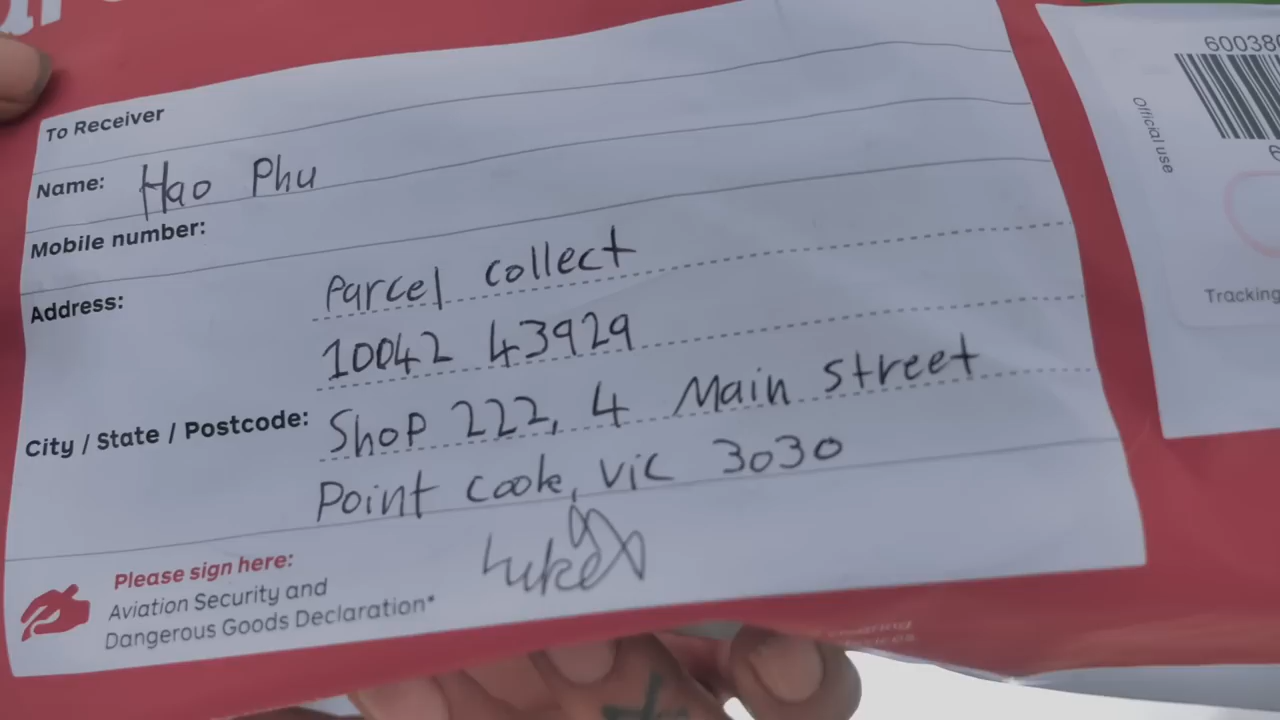 To Receiver
Name: Hao Phu
Mobile number:
Address: Parcel collect
10042 43929
City / State / Postcode: Shop 222, 4 Main Street
Point Cook, Vic 3030
Please sign here:
Aviation Security and
Dangerous Goods Declaration*
Luke
Official use
Tracking